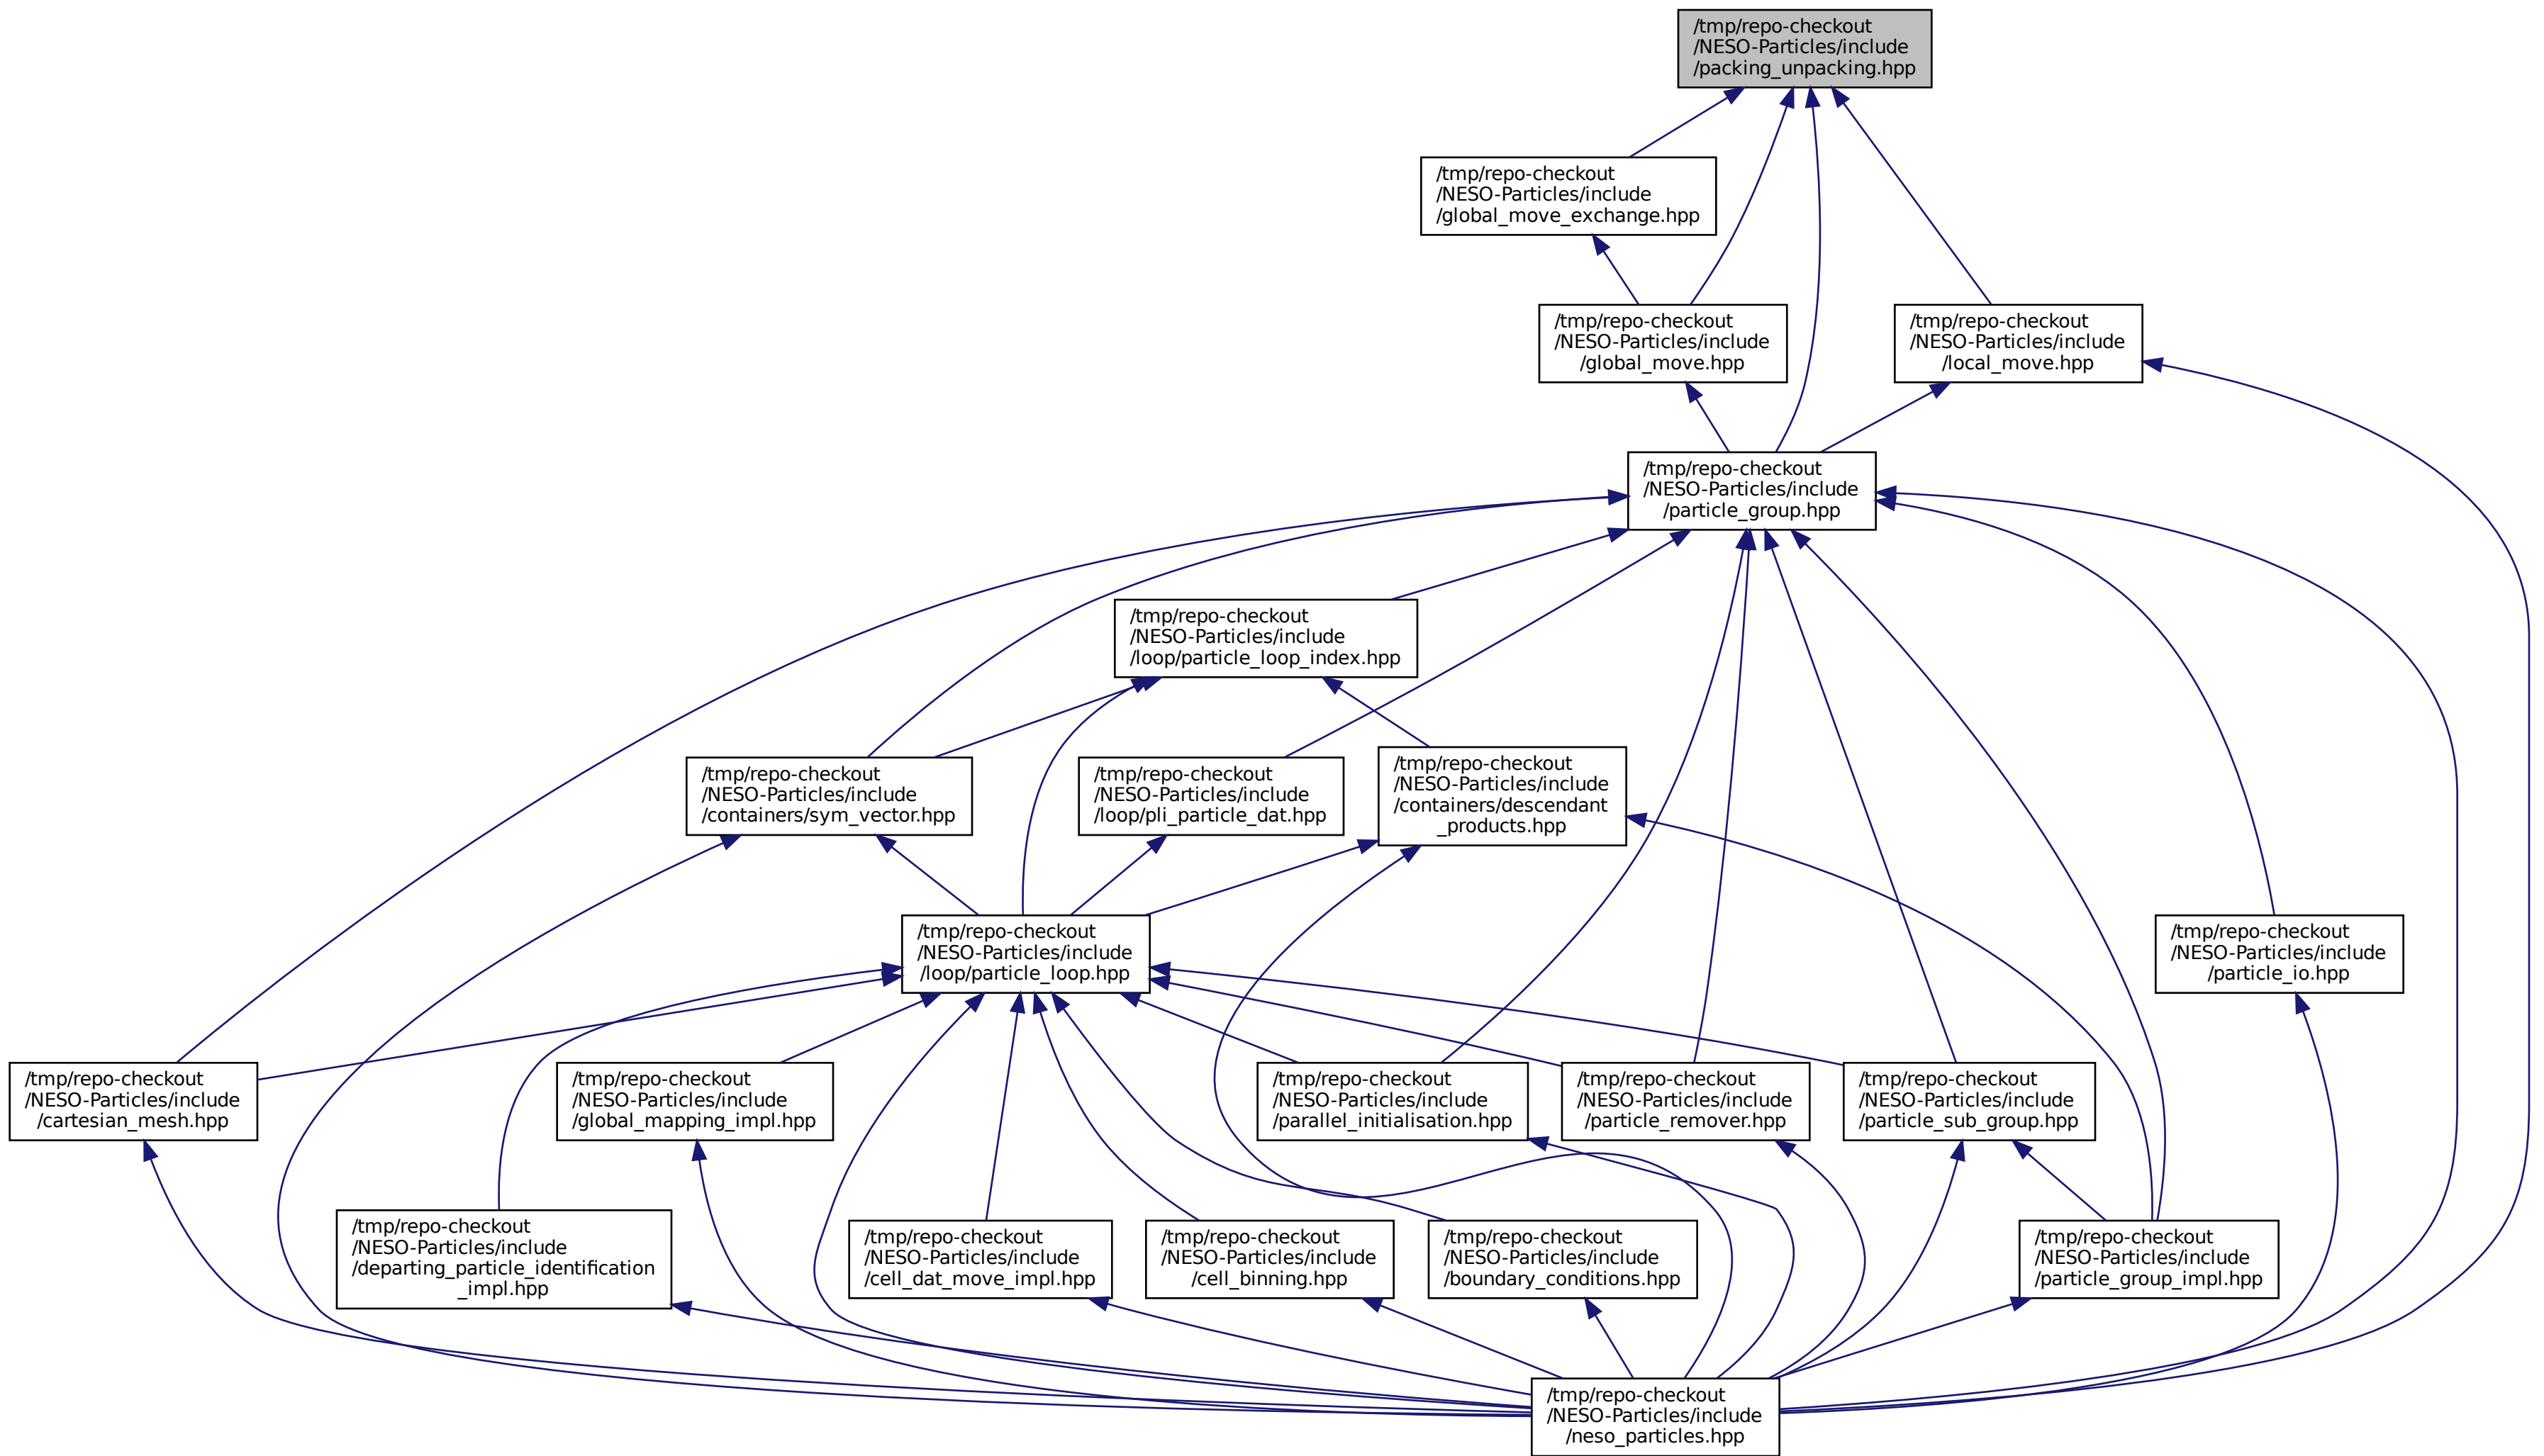 /tmp/repo-checkout
/NESO-Particles/include
/packing_unpacking.hpp
/tmp/repo-checkout
/NESO-Particles/include
/global_move_exchange.hpp
/tmp/repo-checkout
/NESO-Particles/include
/global_move.hpp
/tmp/repo-checkout
/NESO-Particles/include
/local_move.hpp
/tmp/repo-checkout
/NESO-Particles/include
/particle_group.hpp
/tmp/repo-checkout
/NESO-Particles/include
/loop/particle_loop_index.hpp
/tmp/repo-checkout
/NESO-Particles/include
/containers/sym_vector.hpp
/tmp/repo-checkout
/NESO-Particles/include
/loop/pli_particle_dat.hpp
/tmp/repo-checkout
/NESO-Particles/include
/containers/descendant
_products.hpp
/tmp/repo-checkout
/NESO-Particles/include
/loop/particle_loop.hpp
/tmp/repo-checkout
/NESO-Particles/include
/particle_io.hpp
/tmp/repo-checkout
/NESO-Particles/include
/cartesian_mesh.hpp
/tmp/repo-checkout
/NESO-Particles/include
/global_mapping_impl.hpp
/tmp/repo-checkout
/NESO-Particles/include
/parallel_initialisation.hpp
/tmp/repo-checkout
/NESO-Particles/include
/particle_remover.hpp
/tmp/repo-checkout
/NESO-Particles/include
/particle_sub_group.hpp
/tmp/repo-checkout
/NESO-Particles/include
/departing_particle_identification
_impl.hpp
/tmp/repo-checkout
/NESO-Particles/include
/cell_dat_move_impl.hpp
/tmp/repo-checkout
/NESO-Particles/include
/cell_binning.hpp
/tmp/repo-checkout
/NESO-Particles/include
/boundary_conditions.hpp
/tmp/repo-checkout
/NESO-Particles/include
/particle_group_impl.hpp
/tmp/repo-checkout
/NESO-Particles/include
/neso_particles.hpp